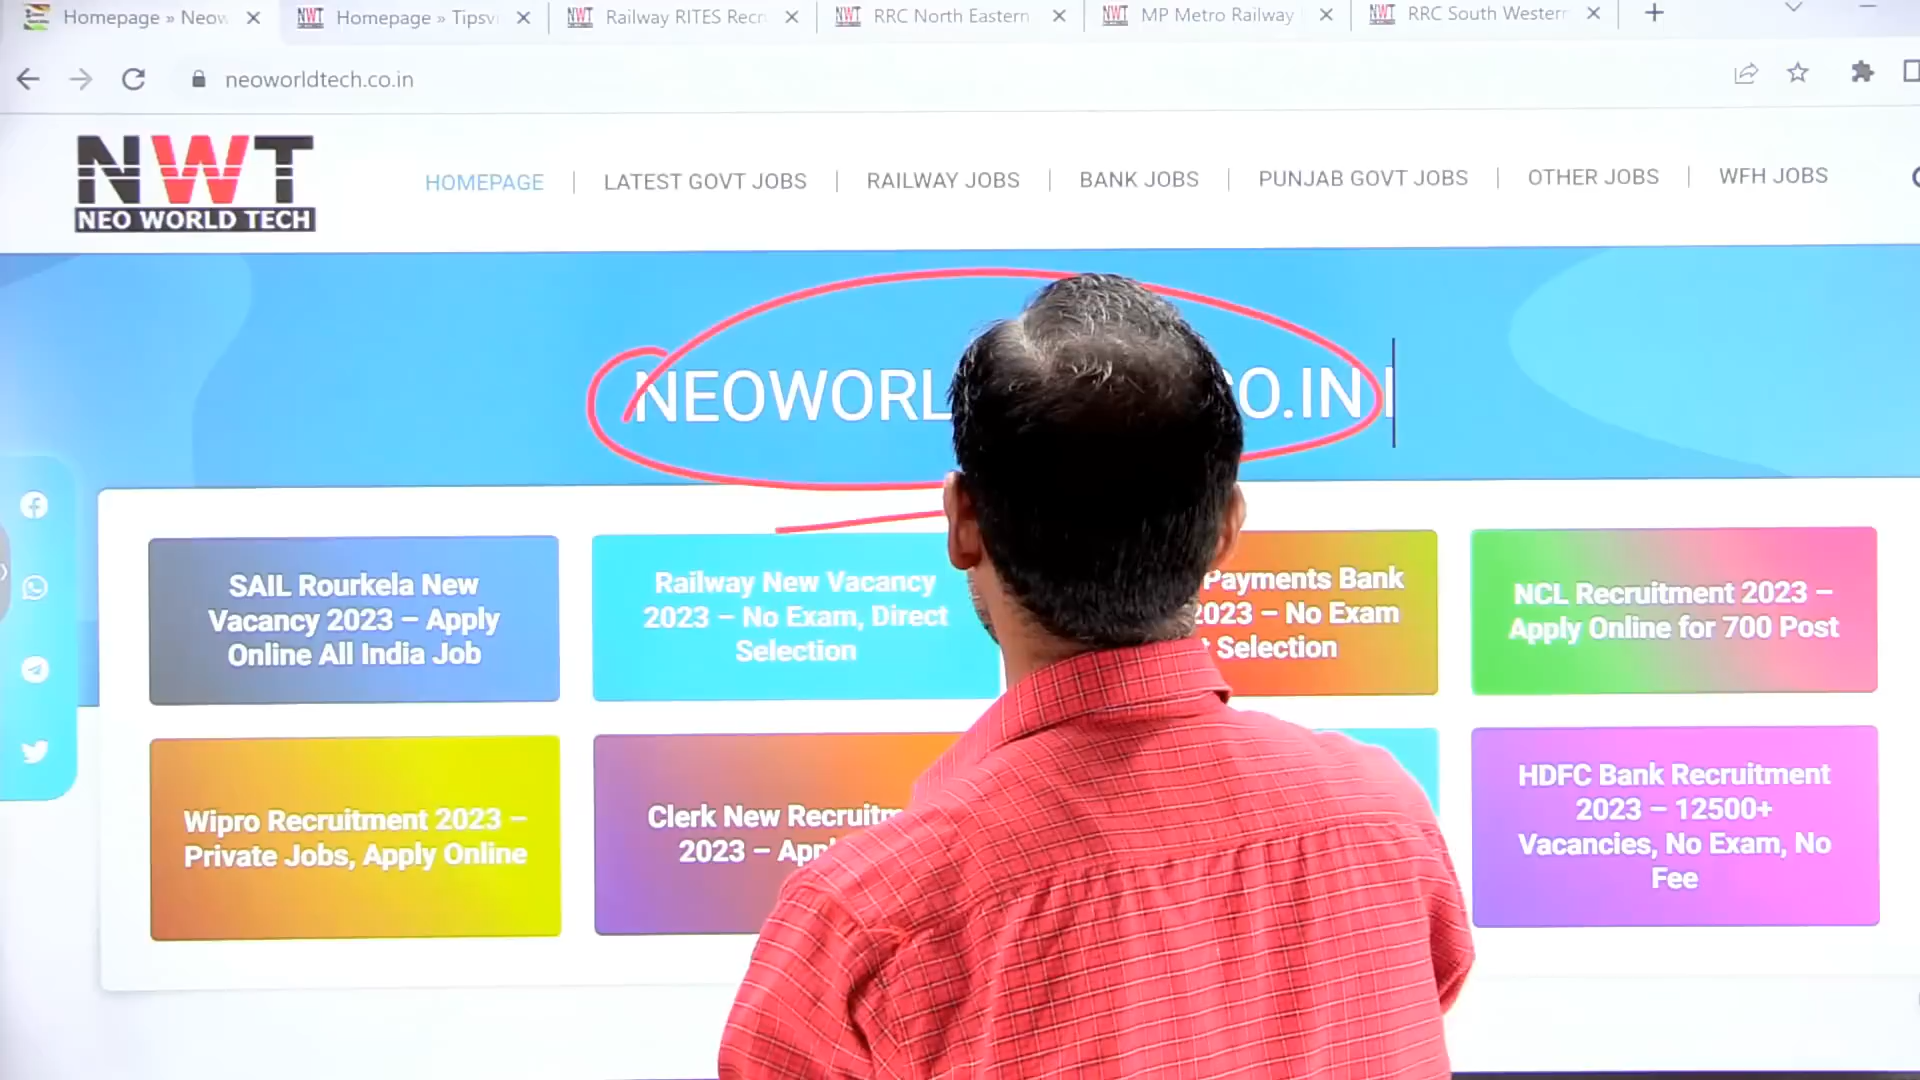 Homepage » Neow
Homepage » Tipsv
Railway RITES Recr
RRC North Eastern
MP Metro Railway
RRC South Western
neoworldtech.co.in
NWT
NEO WORLD TECH
HOMEPAGE
LATEST GOVT JOBS
RAILWAY JOBS
BANK JOBS
PUNJAB GOVT JOBS
OTHER JOBS
WFH JOBS
NEOWORL CO.IN
SAIL Rourkela New
Vacancy 2023 – Apply
Online All India Job
Railway New Vacancy
2023 – No Exam, Direct
Selection
Payments Bank
2023 – No Exam
Selection
NCL Recruitment 2023 –
Apply Online for 700 Post
Wipro Recruitment 2023 –
Private Jobs, Apply Online
Clerk New Recruitm
2023 – App
HDFC Bank Recruitment
2023 – 12500+
Vacancies, No Exam, No
Fee